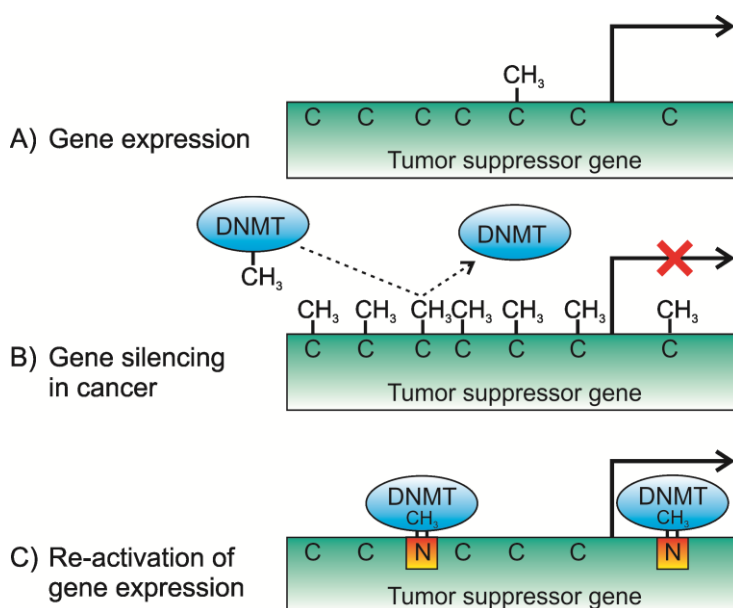 CH₃
C C C C C C C
A) Gene expression
Tumor suppressor gene
DNMT DNMT
CH₃
CH₃ CH₃ CH₃ CH₃ CH₃ CH₃ CH₃
C C C C C C C
B) Gene silencing
in cancer
Tumor suppressor gene
DNMT DNMT
CH₃ CH₃
C) Re-activation of
C C N C C C N
gene expression
Tumor suppressor gene